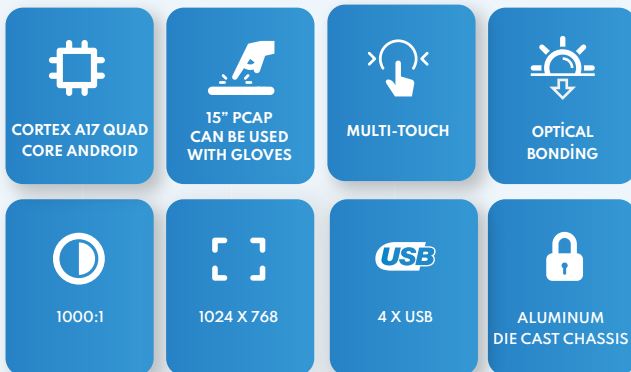 CORTEX A17 QUAD
CORE ANDROID
15” PCAP
CAN BE USED
WITH GLOVES
MULTI-TOUCH
OPTİCAL
BONDİNG
1000:1
1024 X 768
USB
4 X USB
ALUMINUM
DIE CAST CHASSIS